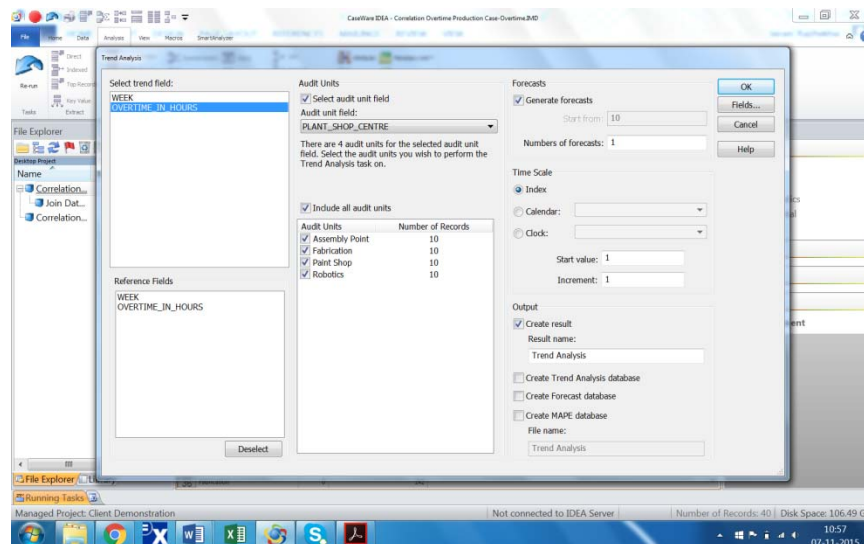 CaseWare IDEA - Correlation Overtime Production Case-Overtime.IMD
File Home Data Analysis View Macros SmartAnalyzer
Direct
Indexed
Top Record
Key Value
Re-run
Tasks Extract
File Explorer
Desktop Project
Name
Correlation...
Join Dat...
Correlation...
Trend Analysis
Select trend field:
WEEK
OVERTIME_IN_HOURS
Reference Fields
WEEK
OVERTIME_IN_HOURS
Deselect
Audit Units
Select audit unit field
Audit unit field:
PLANT_SHOP_CENTRE
There are 4 audit units for the selected audit unit
field. Select the audit units you wish to perform the
Trend Analysis task on.
Include all audit units
Audit Units Number of Records
Assembly Point 10
Fabrication 10
Paint Shop 10
Robotics 10
Forecasts
Generate forecasts
Start from: 10
Numbers of forecasts: 1
Time Scale
Index
Calendar:
Clock:
Start value: 1
Increment: 1
Output
Create result
Result name:
Trend Analysis
Create Trend Analysis database
Create Forecast database
Create MAPE database
File name:
Trend Analysis
OK
Fields...
Cancel
Help
File Explorer
Running Tasks
Managed Project: Client Demonstration
Not connected to IDEA Server
Number of Records: 40
Disk Space: 106.49 G
10:57
07-11-2015